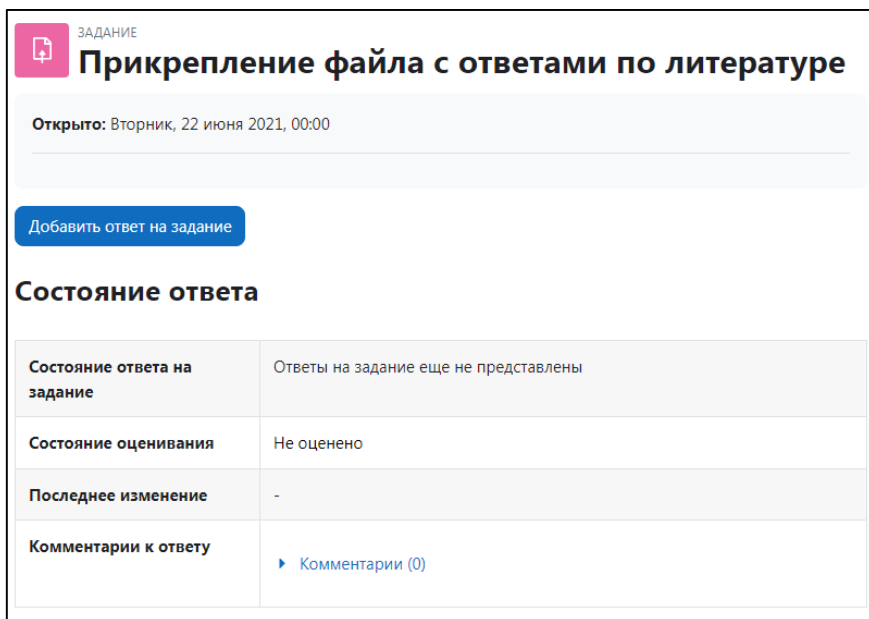 ЗАДАНИЕ
Прикрепление файла с ответами по литературе
Открыто: Вторник, 22 июня 2021, 00:00
Добавить ответ на задание
Состояние ответа
Состояние ответа на задание
Ответы на задание еще не представлены
Состояние оценивания
Не оценено
Последнее изменение
-
Комментарии к ответу
Комментарии (0)